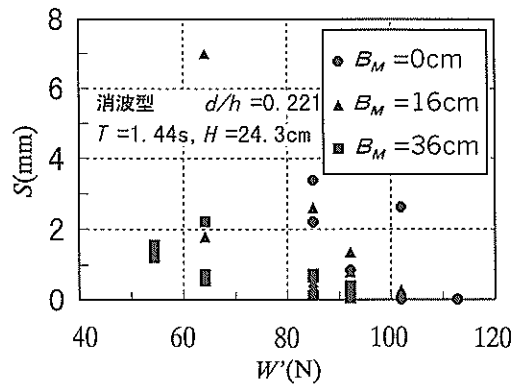 8
6
4
2
0
S(mm)
消波型 d/h =0.221
T =1.44s, H =24.3cm
B_M =0cm
B_M =16cm
B_M =36cm
40 60 80 100 120
W'(N)